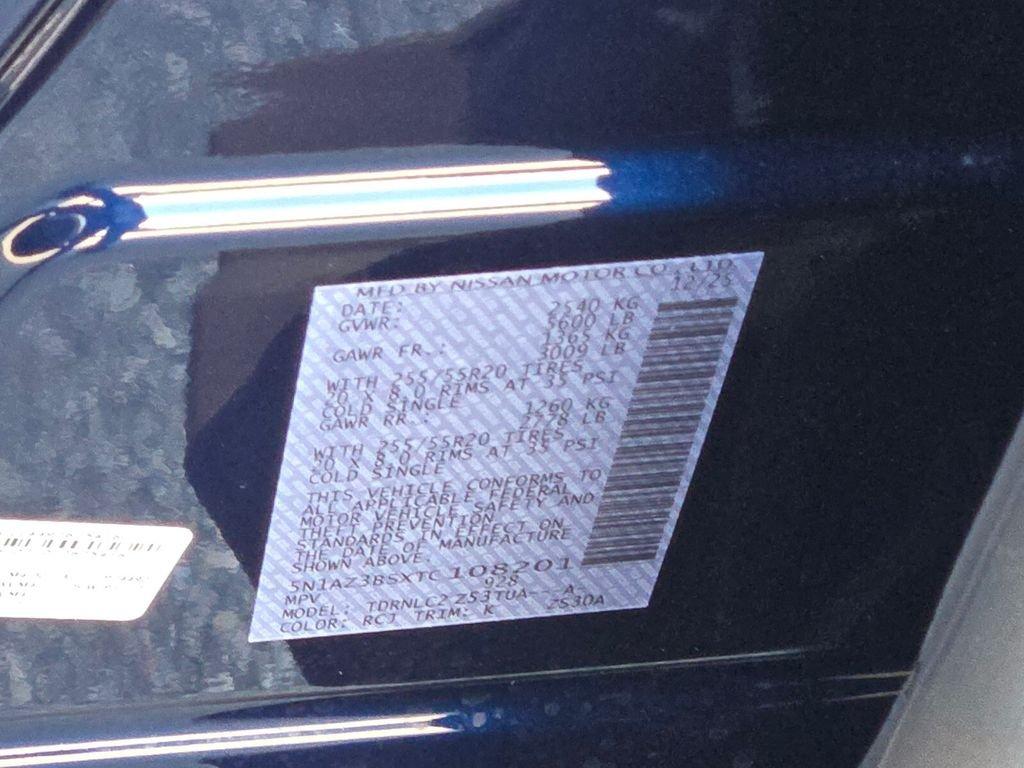 MFD BY NISSAN MOTOR CO., LTD
DATE: 12/25
GVWR: 2540 KG
5600 LB
GAWR FR.: 1365 KG
3009 LB
WITH 255/55R20 TIRES
20 X 8.0 RIMS AT 35 PSI
COLD SINGLE
GAWR RR.: 1260 KG
2778 LB
WITH 255/55R20 TIRES
20 X 8.0 RIMS AT 35 PSI
COLD SINGLE
THIS VEHICLE CONFORMS TO
ALL APPLICABLE FEDERAL
MOTOR VEHICLE SAFETY AND
THEFT PREVENTION
STANDARDS IN EFFECT ON
THE DATE OF MANUFACTURE
SHOWN ABOVE.
5N1AZ3BSXTC108201
MPV 928
MODEL: TDRNLC2 Z53TUA-- A
COLOR: RCJ TRIM: K Z530A